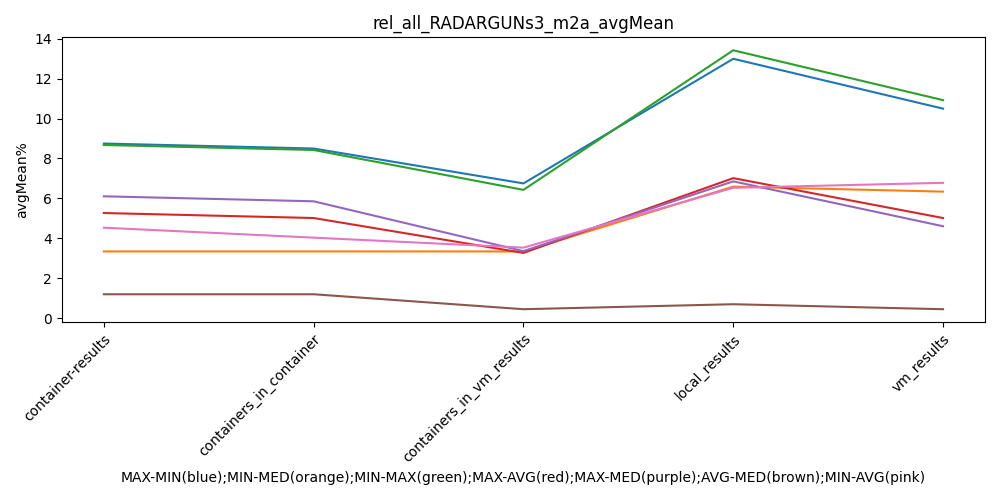 rel_all_RADARGUNs3_m2a_avgMean
avgMean%
14
12
10
8
6
4
2
0
container-results
containers_in_container
containers_in_vm_results
local_results
vm_results
MAX-MIN(blue);MIN-MED(orange);MIN-MAX(green);MAX-AVG(red);MAX-MED(purple);AVG-MED(brown);MIN-AVG(pink)